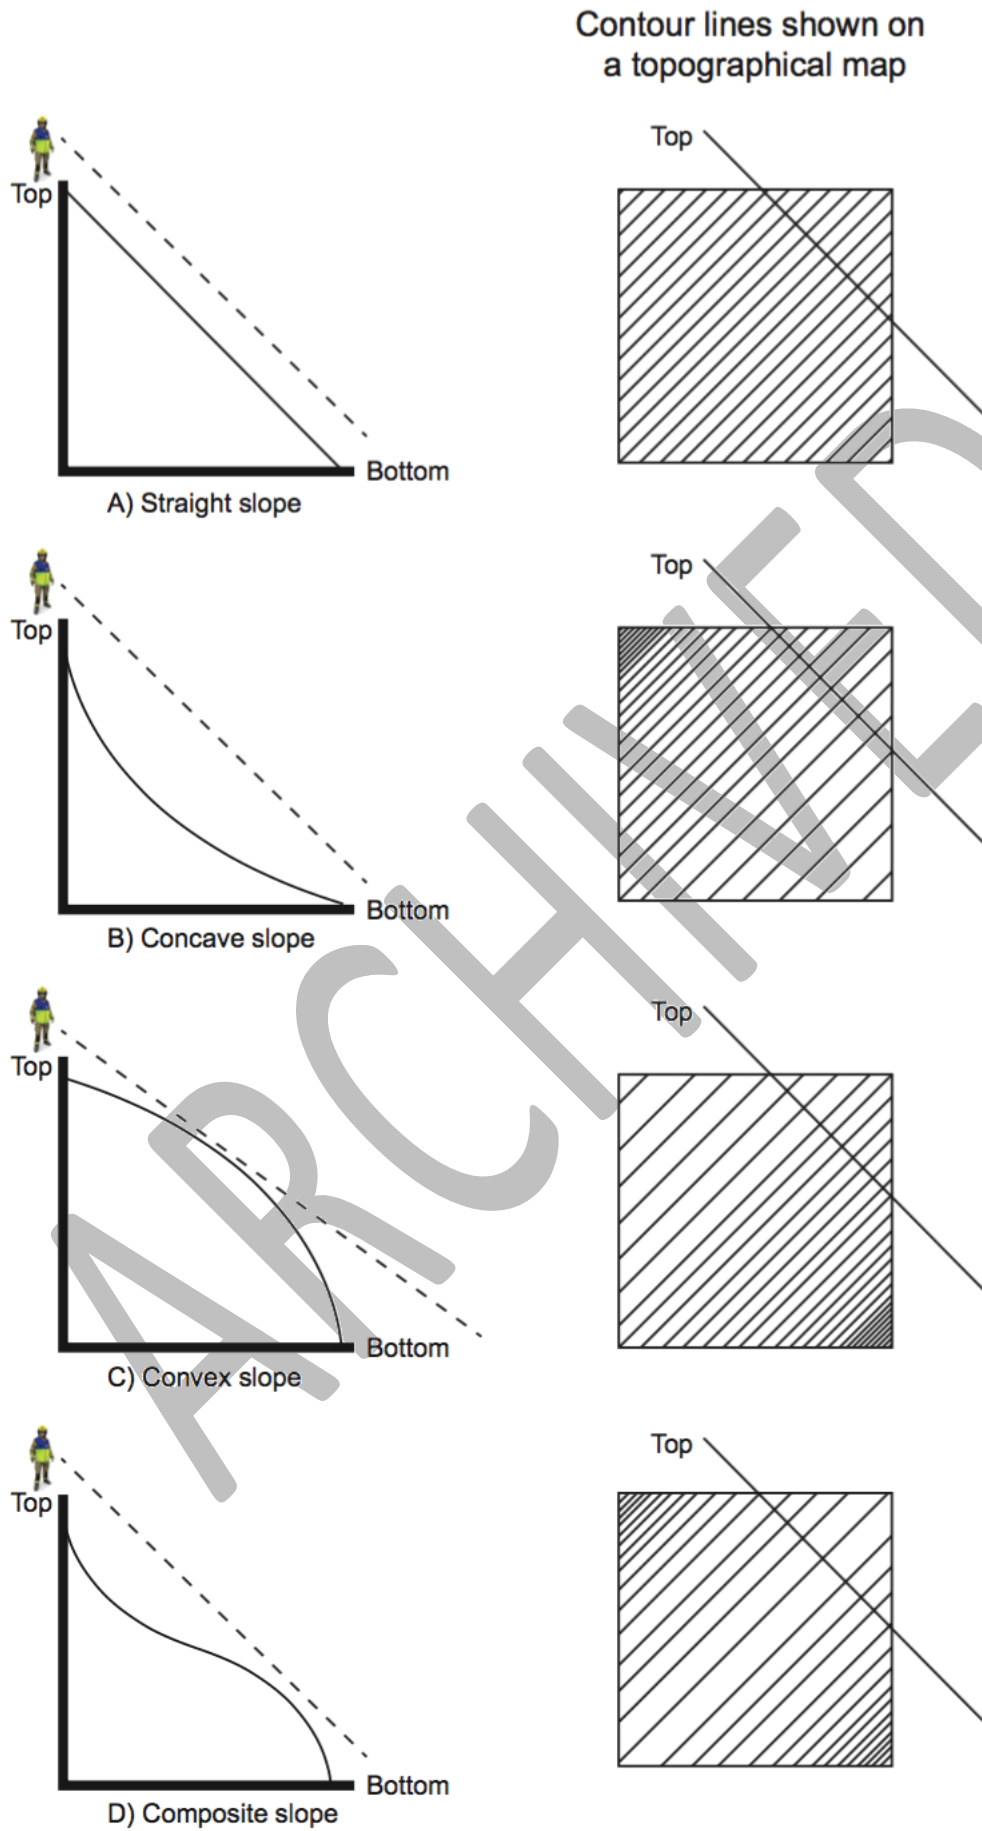 Contour lines shown on
a topographical map
Top
Top
Bottom
A) Straight slope
Top
Top
Bottom
B) Concave slope
Top
Top
Bottom
C) Convex slope
Top
Top
Bottom
D) Composite slope
ARCHIVED